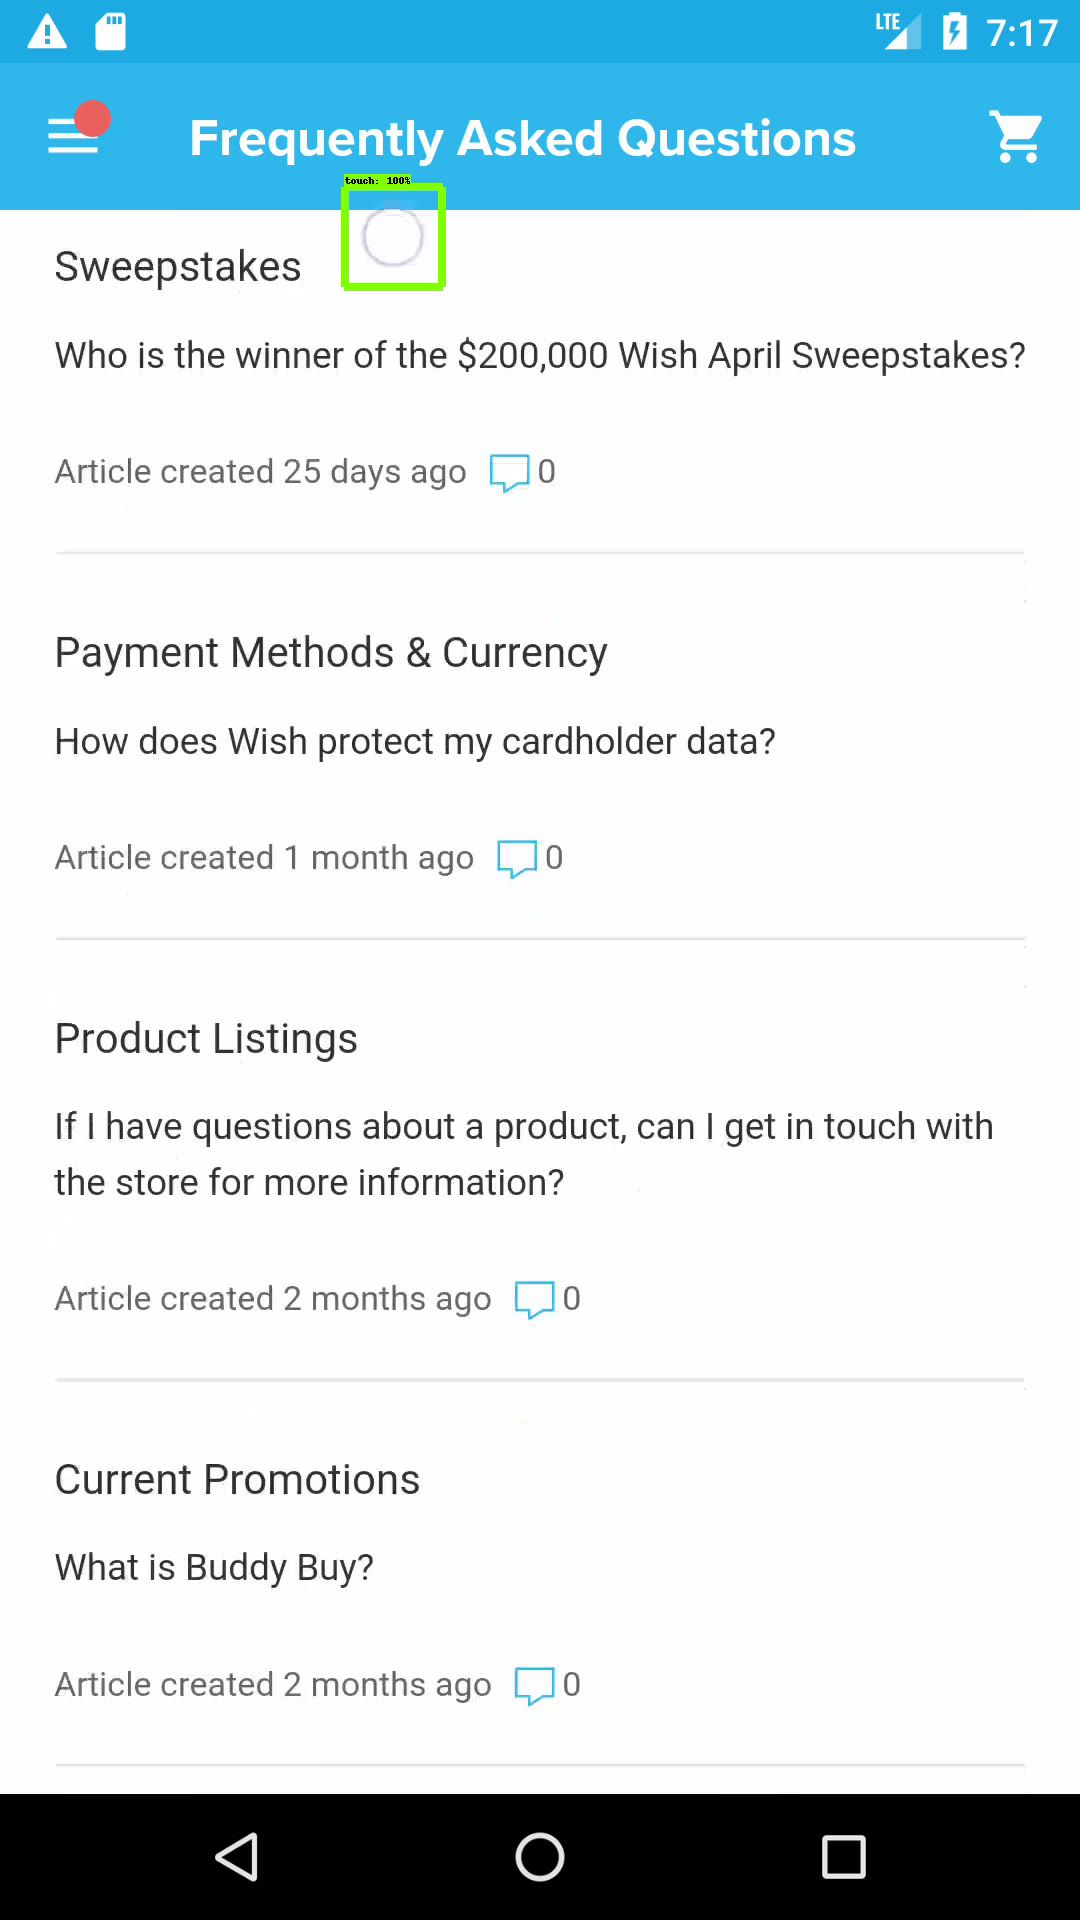 LTE 7:17
Frequently Asked Questions
touch: 100%
Sweepstakes
Who is the winner of the $200,000 Wish April Sweepstakes?
Article created 25 days ago 0
Payment Methods & Currency
How does Wish protect my cardholder data?
Article created 1 month ago 0
Product Listings
If I have questions about a product, can I get in touch with
the store for more information?
Article created 2 months ago 0
Current Promotions
What is Buddy Buy?
Article created 2 months ago 0